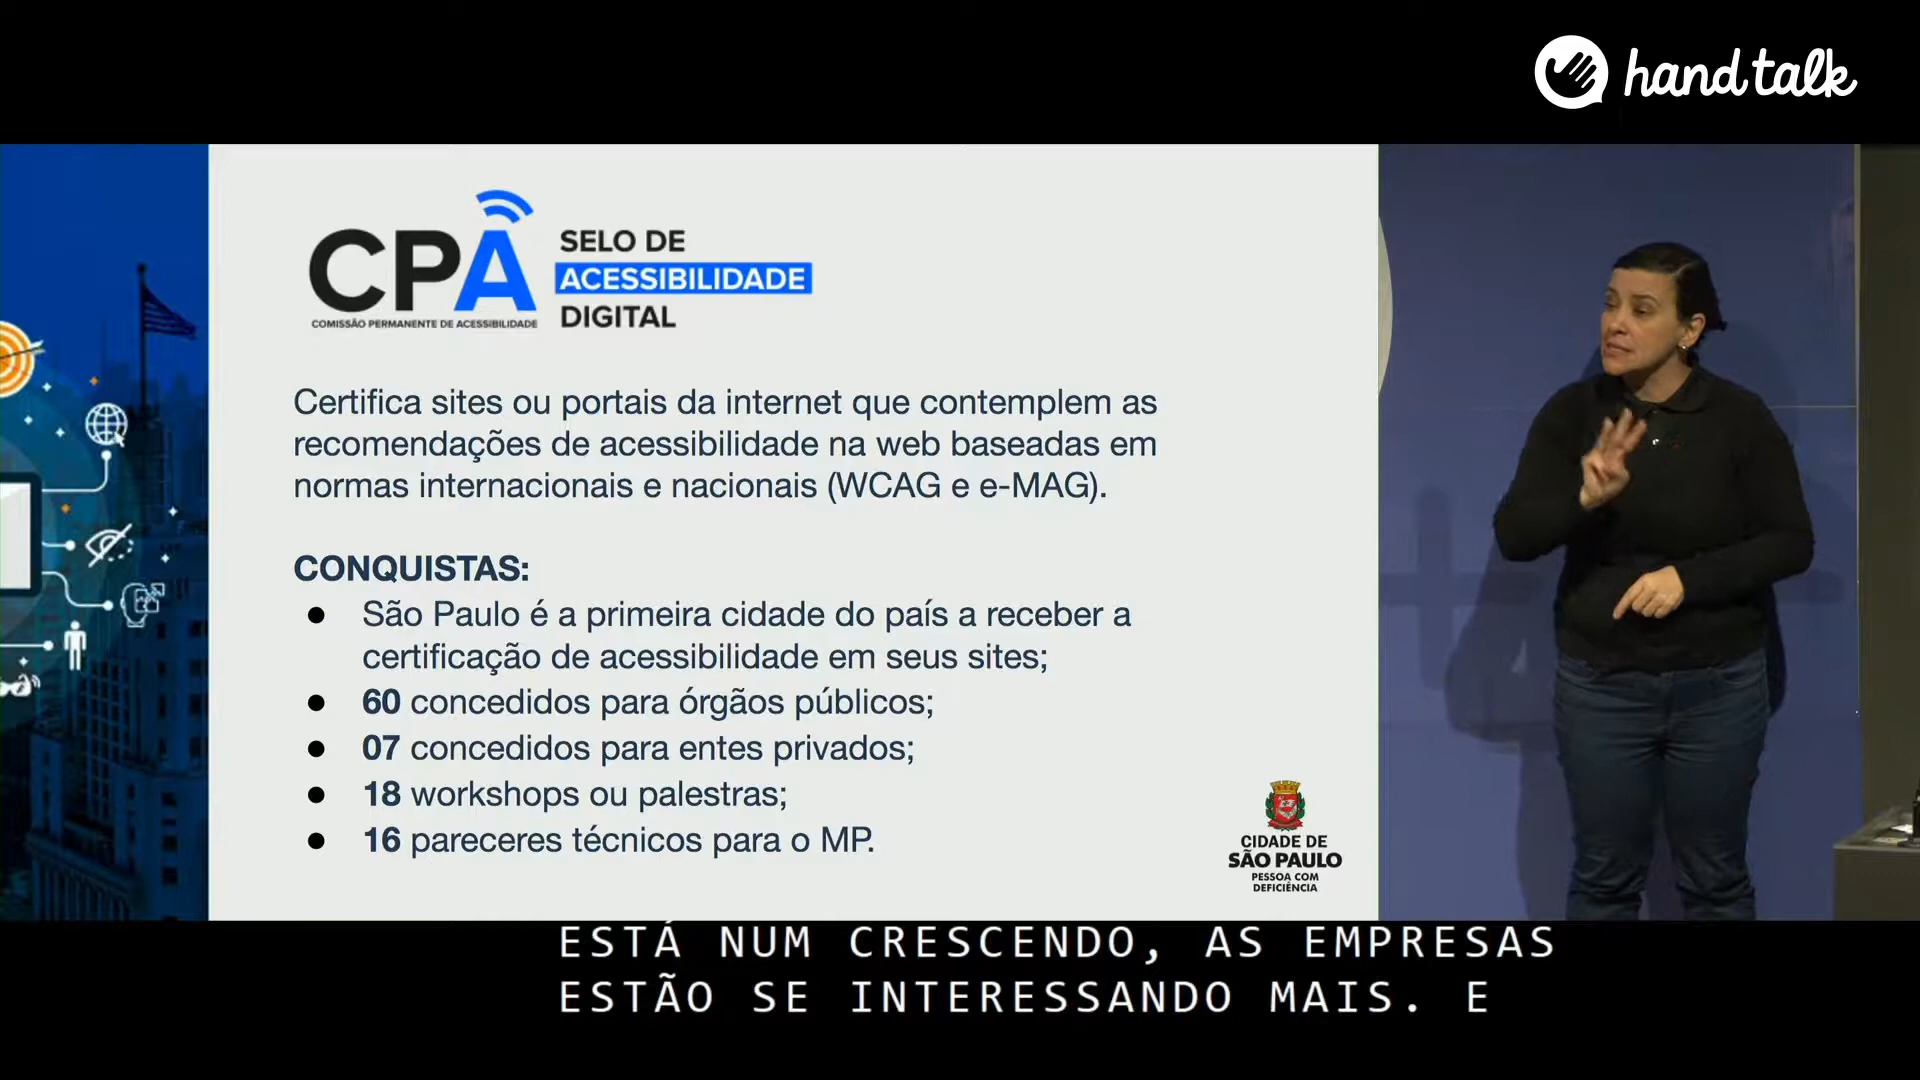 hand talk
CPA
COMISSÃO PERMANENTE DE ACESSIBILIDADE
SELO DE
ACESSIBILIDADE
DIGITAL
Certifica sites ou portais da internet que contemplem as
recomendações de acessibilidade na web baseadas em
normas internacionais e nacionais (WCAG e e-MAG).
CONQUISTAS:
● São Paulo é a primeira cidade do país a receber a
certificação de acessibilidade em seus sites;
● 60 concedidos para órgãos públicos;
● 07 concedidos para entes privados;
● 18 workshops ou palestras;
● 16 pareceres técnicos para o MP.
CIDADE DE
SÃO PAULO
PESSOA COM
DEFICIÊNCIA
ESTÁ NUM CRESCENDO, AS EMPRESAS
ESTÃO SE INTERESSANDO MAIS. E